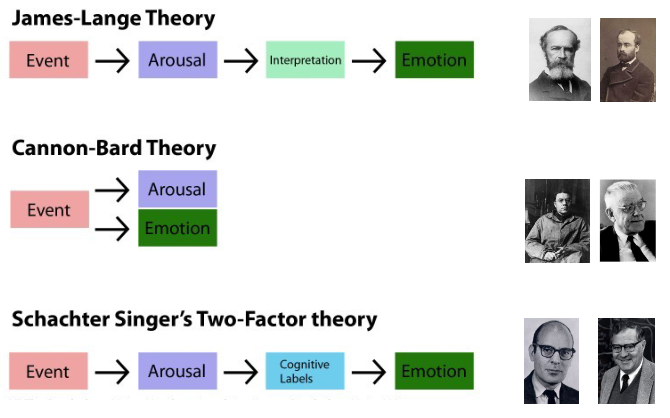 James-Lange Theory
Event Arousal Interpretation Emotion
Cannon-Bard Theory
Arousal
Event
Emotion
Schachter Singer's Two-Factor theory
Event Arousal Cognitive Labels Emotion